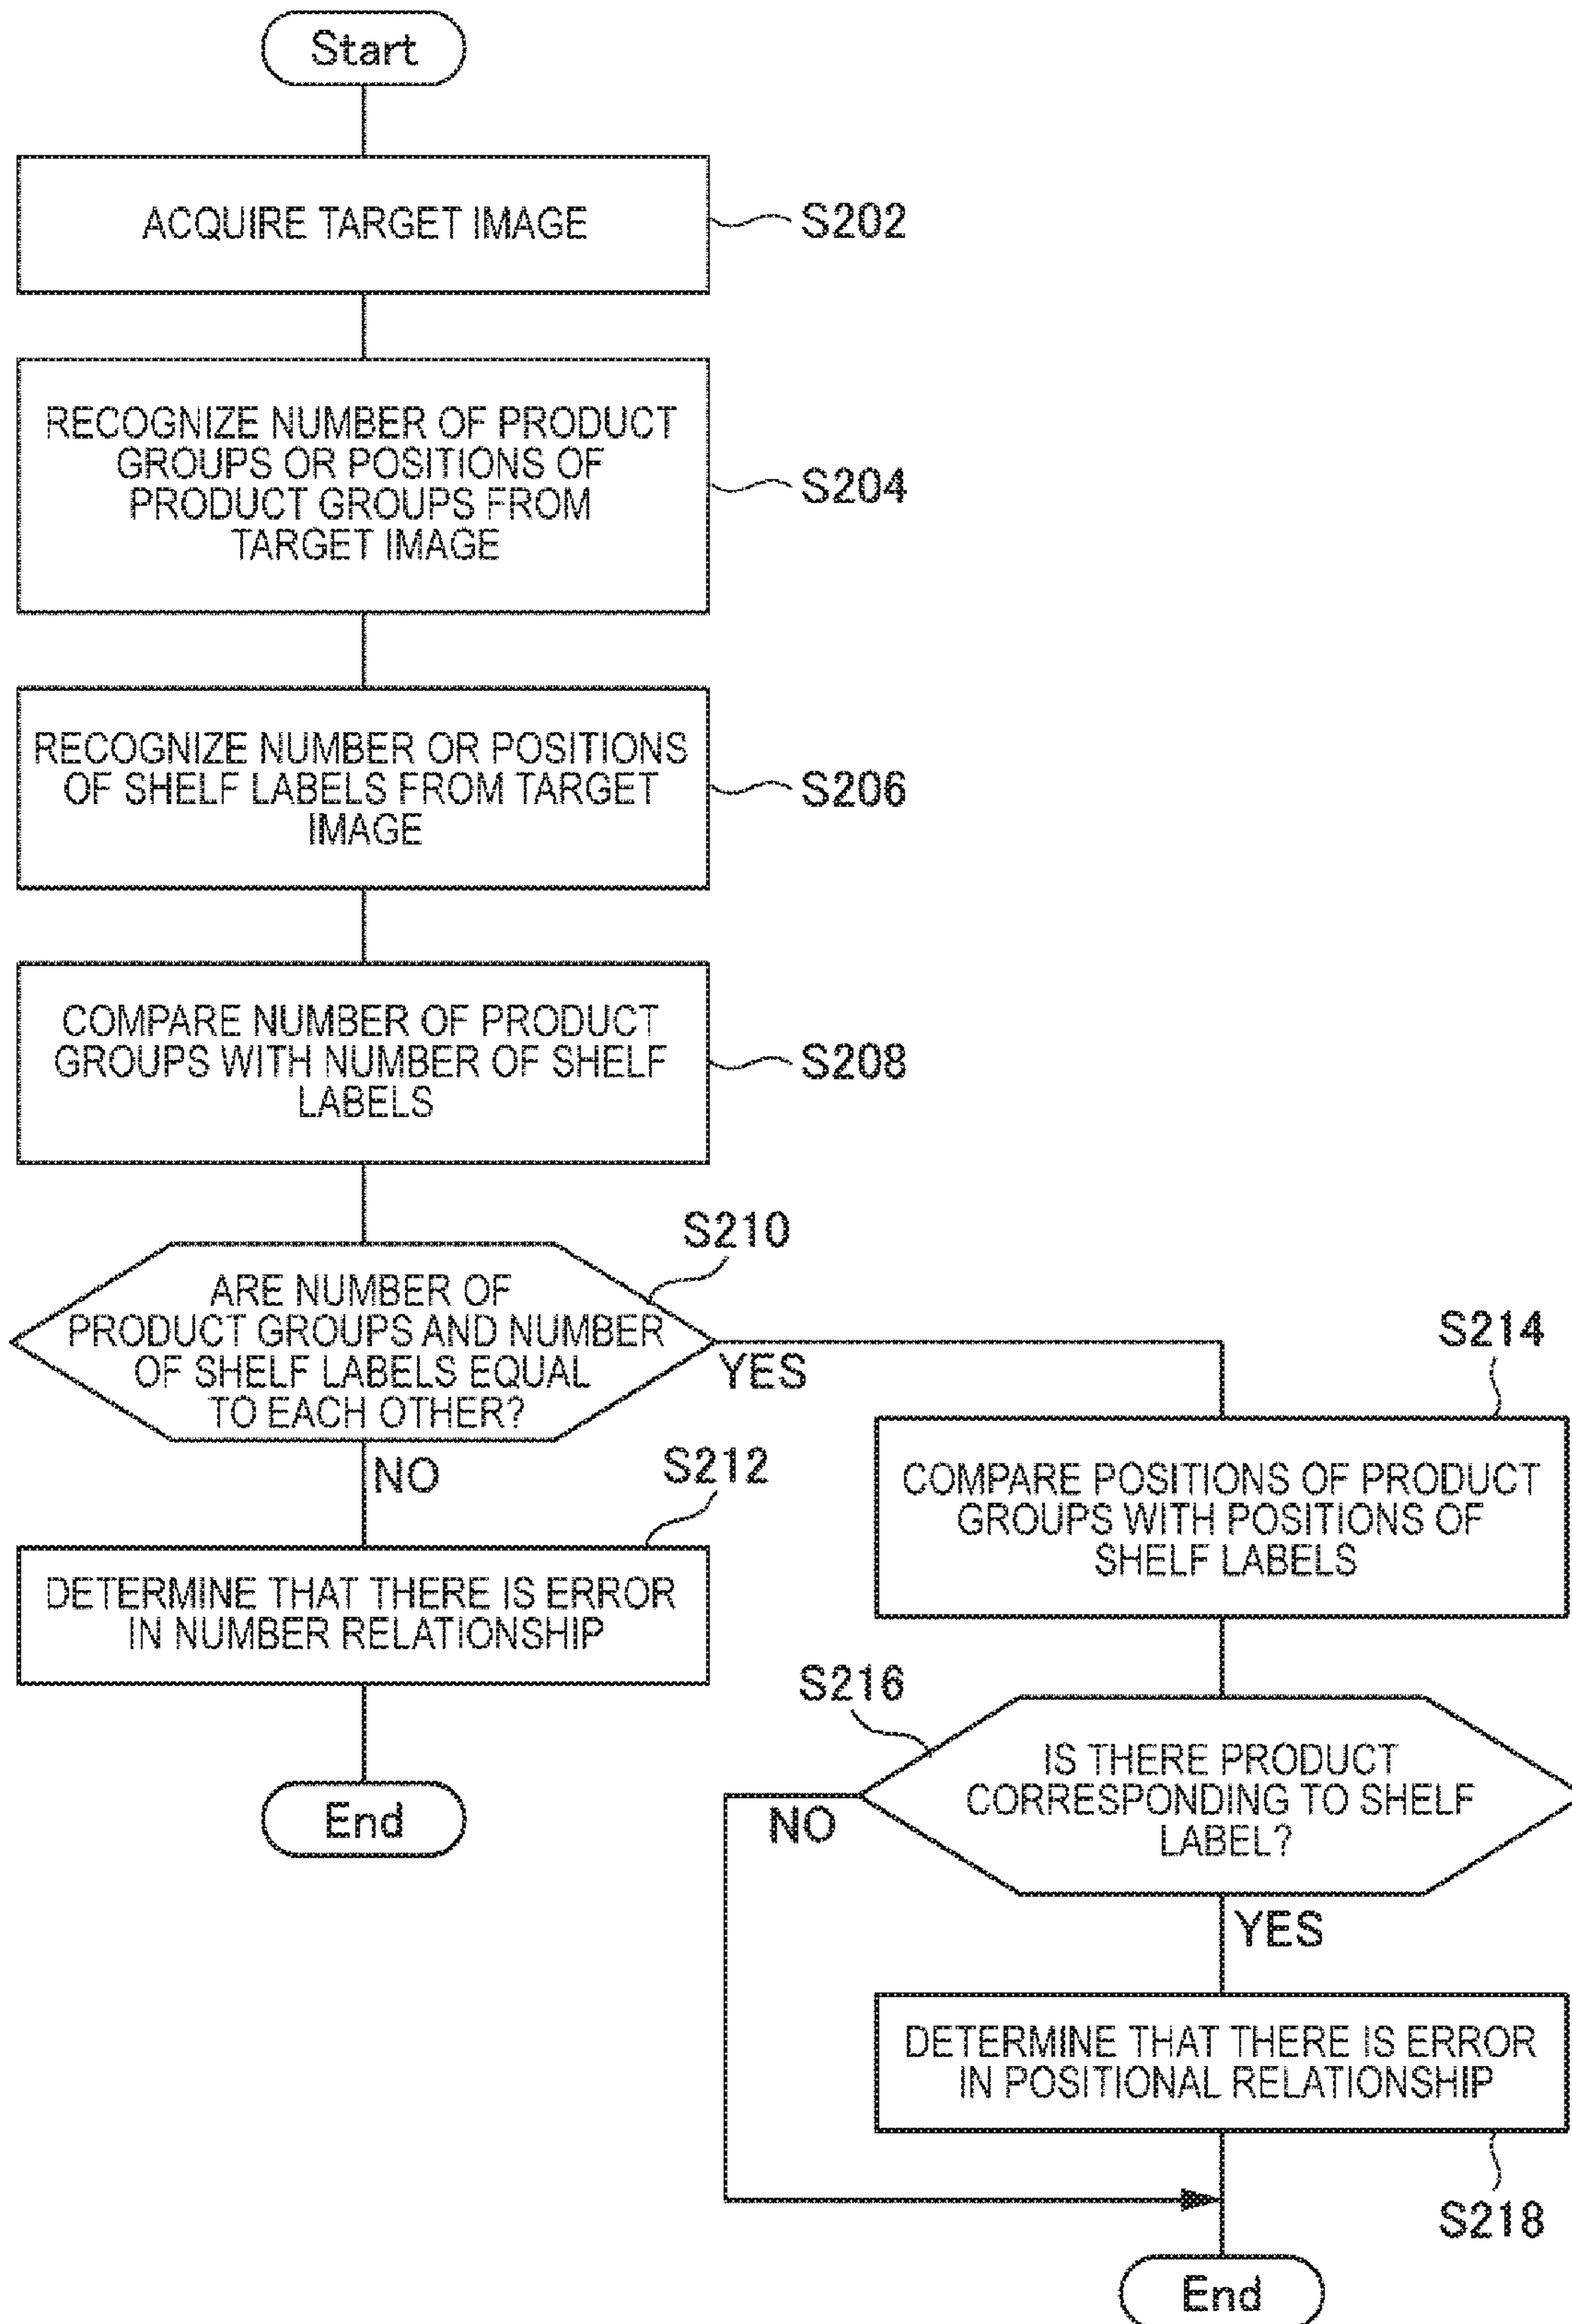 Start
ACQUIRE TARGET IMAGE
S202
RECOGNIZE NUMBER OF PRODUCT
GROUPS OR POSITIONS OF
PRODUCT GROUPS FROM
TARGET IMAGE
S204
RECOGNIZE NUMBER OR POSITIONS
OF SHELF LABELS FROM TARGET
IMAGE
S206
COMPARE NUMBER OF PRODUCT
GROUPS WITH NUMBER OF SHELF
LABELS
S208
S210
ARE NUMBER OF
PRODUCT GROUPS AND NUMBER
OF SHELF LABELS EQUAL
TO EACH OTHER?
YES
NO
S212
DETERMINE THAT THERE IS ERROR
IN NUMBER RELATIONSHIP
End
S214
COMPARE POSITIONS OF PRODUCT
GROUPS WITH POSITIONS OF
SHELF LABELS
S216
IS THERE PRODUCT
CORRESPONDING TO SHELF
LABEL?
NO
YES
DETERMINE THAT THERE IS ERROR
IN POSITIONAL RELATIONSHIP
S218
End